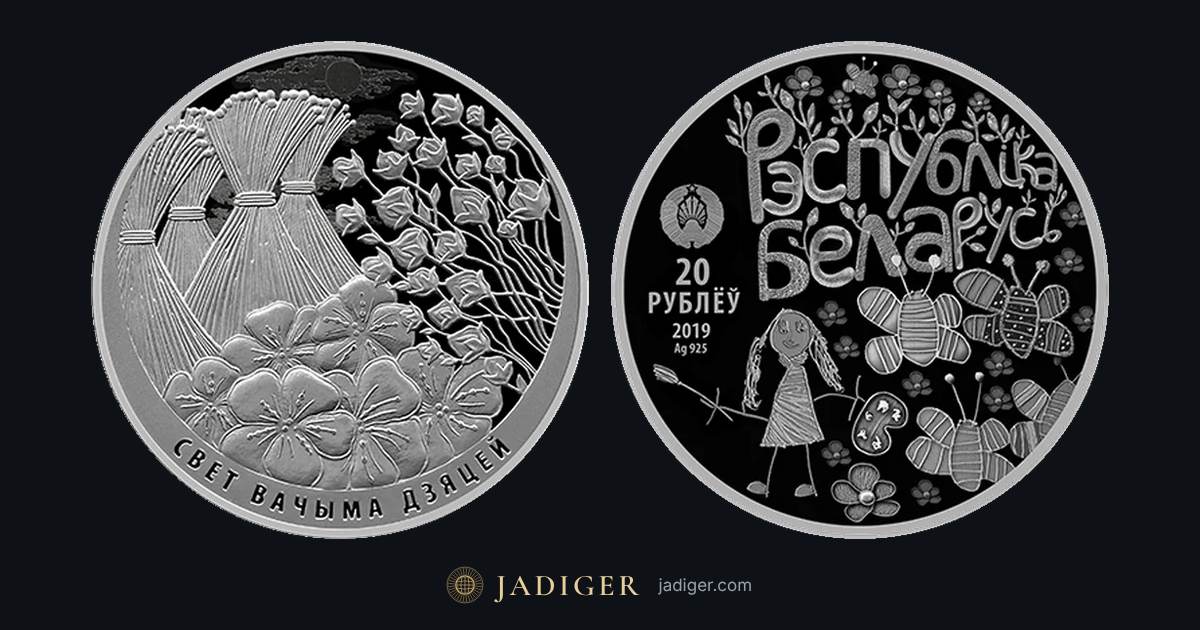 СВЕТ ВАЧЫМА ДЗЯЦЕЙ
Рэспубліка
Беларусь
20
РУБЛЁЎ
2019
Ag 925
JADIGER jadiger.com